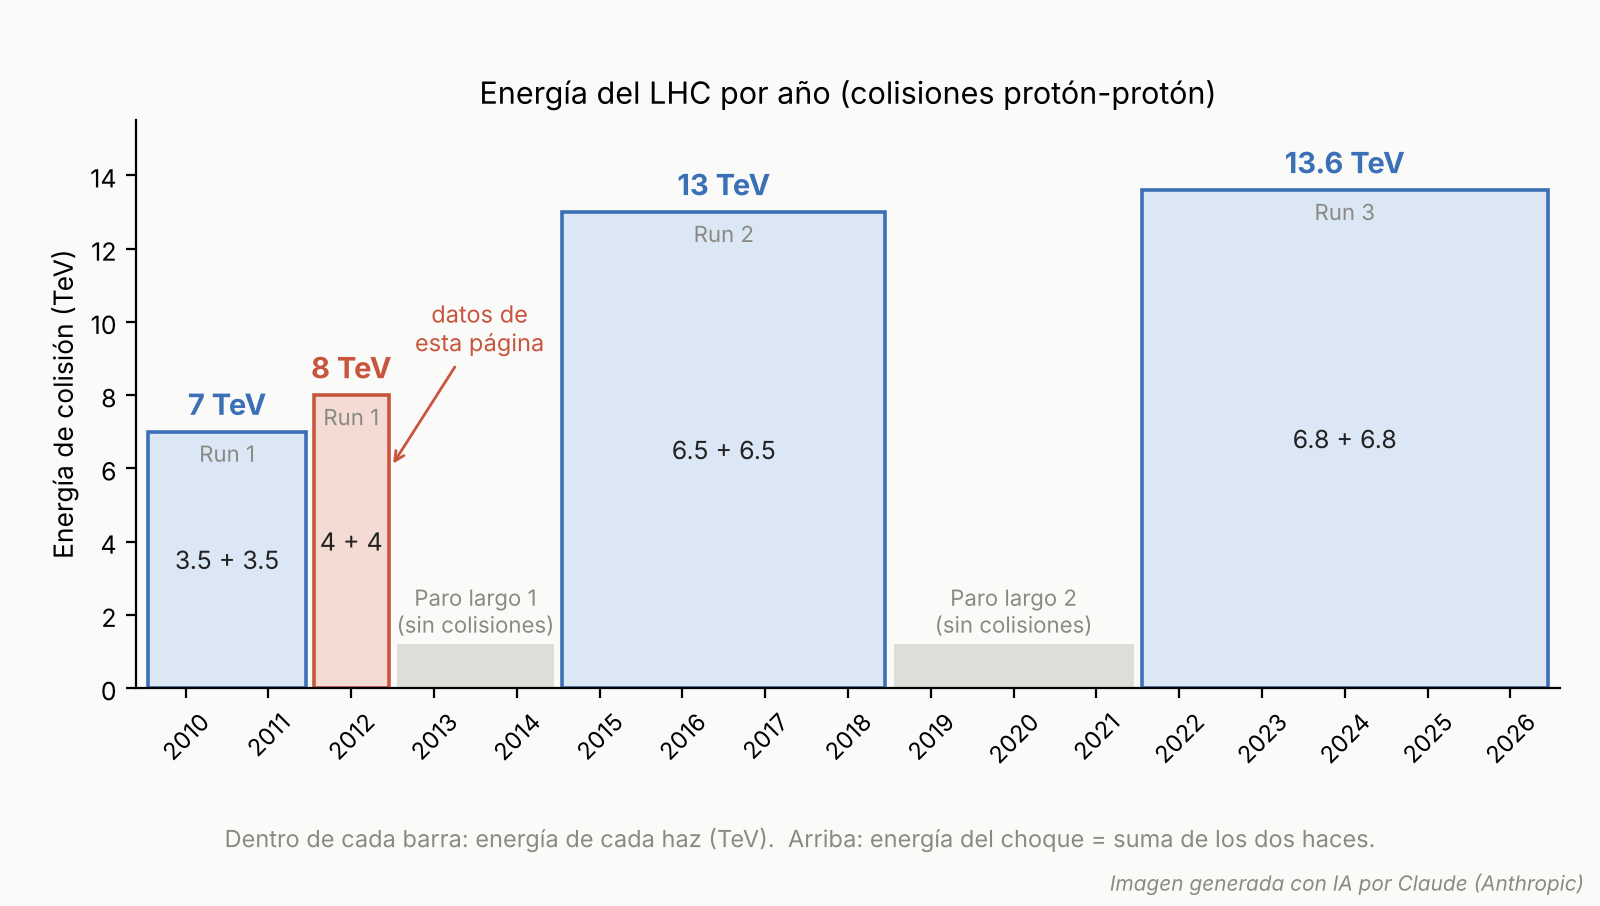 Energía del LHC por año (colisiones protón-protón)
Energía de colisión (TeV)
14
12
10
8
6
4
2
0
7 TeV
Run 1
3.5 + 3.5
8 TeV
Run 1
4 + 4
datos de
esta página
Paro largo 1
(sin colisiones)
13 TeV
Run 2
6.5 + 6.5
Paro largo 2
(sin colisiones)
13.6 TeV
Run 3
6.8 + 6.8
2010
2011
2012
2013
2014
2015
2016
2017
2018
2019
2020
2021
2022
2023
2024
2025
2026
Dentro de cada barra: energía de cada haz (TeV).  Arriba: energía del choque = suma de los dos haces.
Imagen generada con IA por Claude (Anthropic)